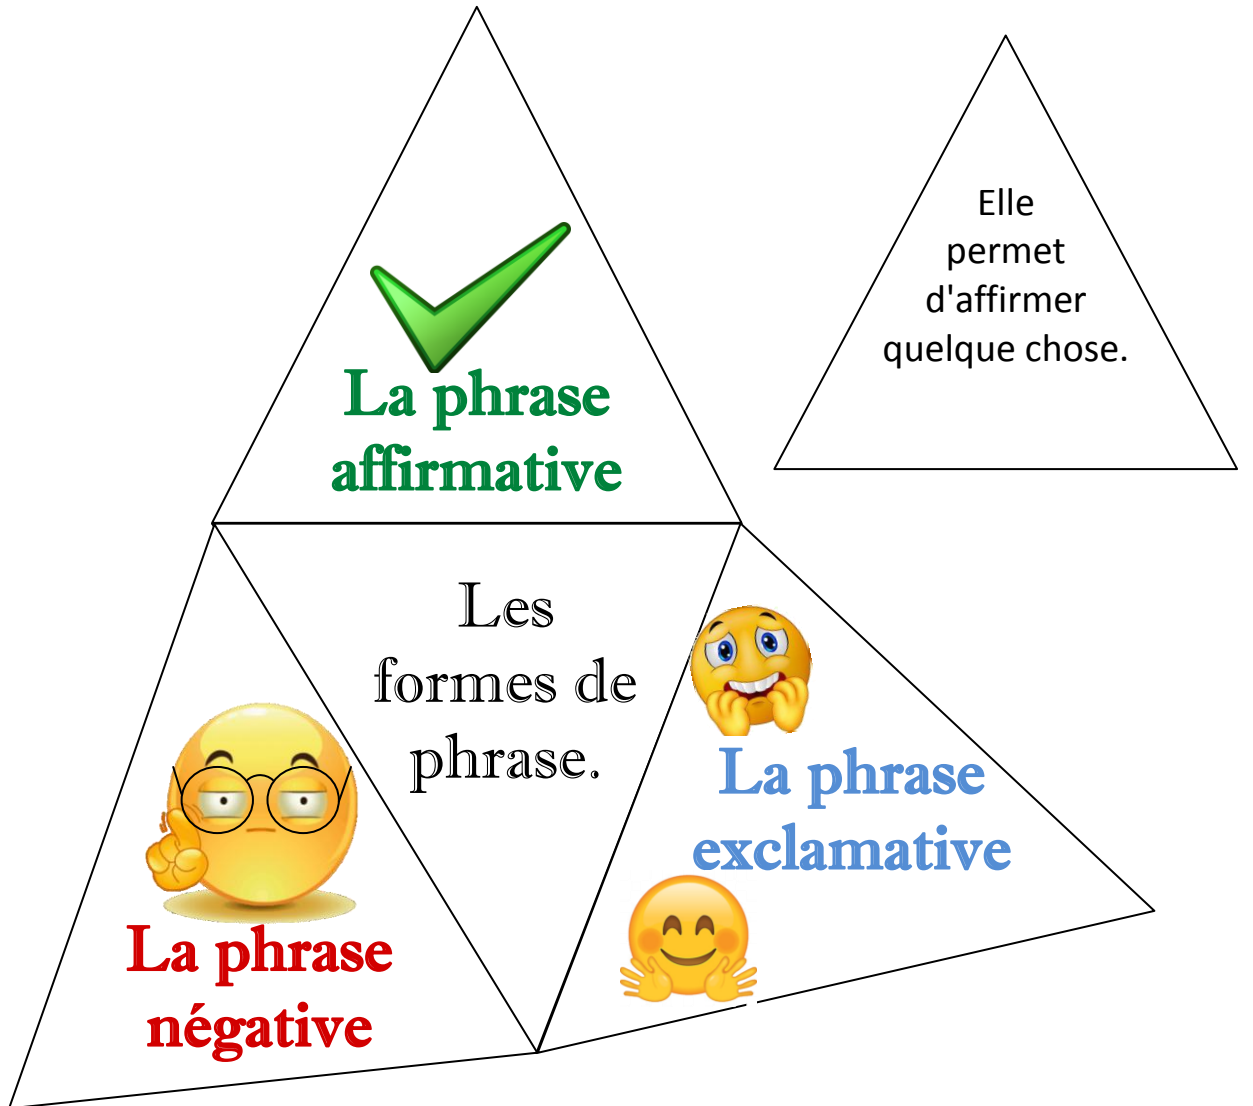 Elle
permet
d'affirmer
quelque chose.
La phrase
affirmative
Les
formes de
phrase.
La phrase
exclamative
La phrase
négative